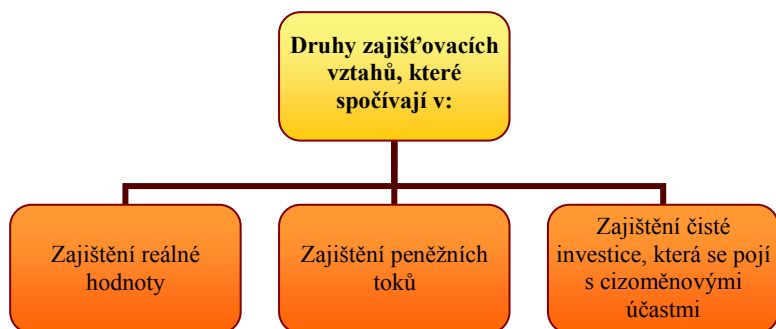 Druhy zajišťovacích
vztahů, které
spočívají v:
Zajištění reálné
hodnoty
Zajištění peněžních
toků
Zajištění čisté
investice, která se pojí
s cizoměnovými
účastmi